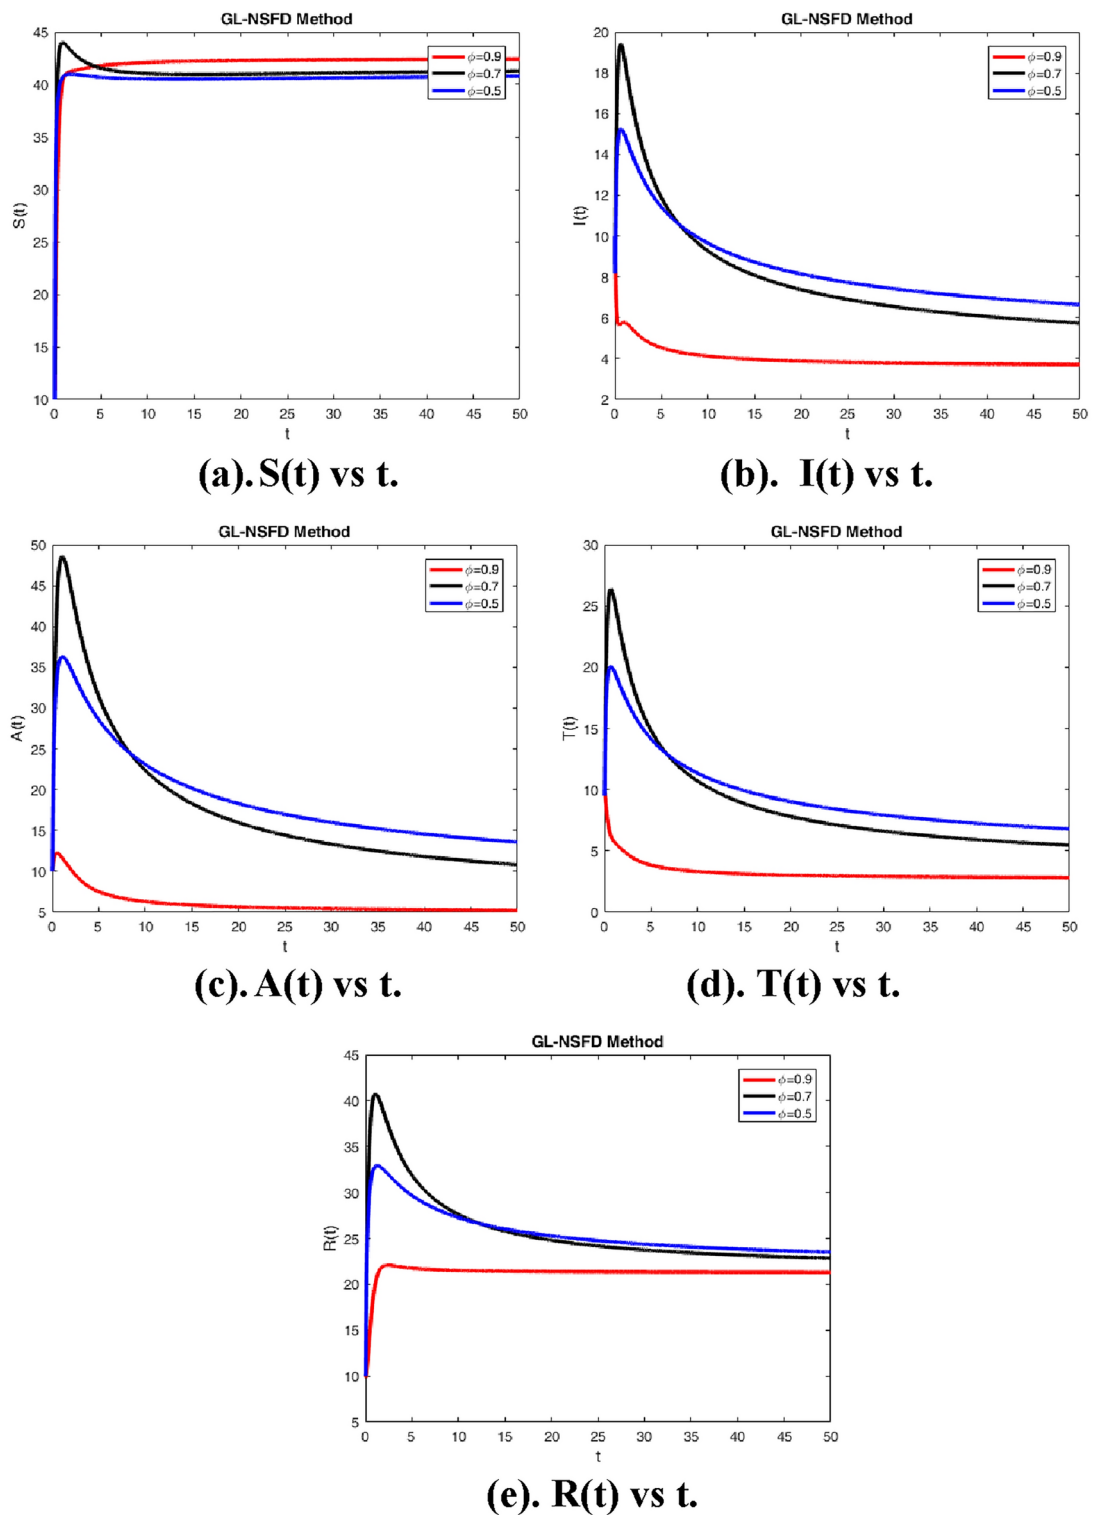 GL-NSFD Method
S(t)
45
40
35
30
25
20
15
10
0 5 10 15 20 25 30 35 40 45 50
t
ϕ=0.9
ϕ=0.7
ϕ=0.5
(a). S(t) vs t.
GL-NSFD Method
I(t)
20
18
16
14
12
10
8
6
4
2
0 5 10 15 20 25 30 35 40 45 50
t
ϕ=0.9
ϕ=0.7
ϕ=0.5
(b). I(t) vs t.
GL-NSFD Method
A(t)
50
45
40
35
30
25
20
15
10
5
0 5 10 15 20 25 30 35 40 45 50
t
ϕ=0.9
ϕ=0.7
ϕ=0.5
(c). A(t) vs t.
GL-NSFD Method
T(t)
30
25
20
15
10
5
0
0 5 10 15 20 25 30 35 40 45 50
t
ϕ=0.9
ϕ=0.7
ϕ=0.5
(d). T(t) vs t.
GL-NSFD Method
R(t)
45
40
35
30
25
20
15
10
5
0 5 10 15 20 25 30 35 40 45 50
t
ϕ=0.9
ϕ=0.7
ϕ=0.5
(e). R(t) vs t.